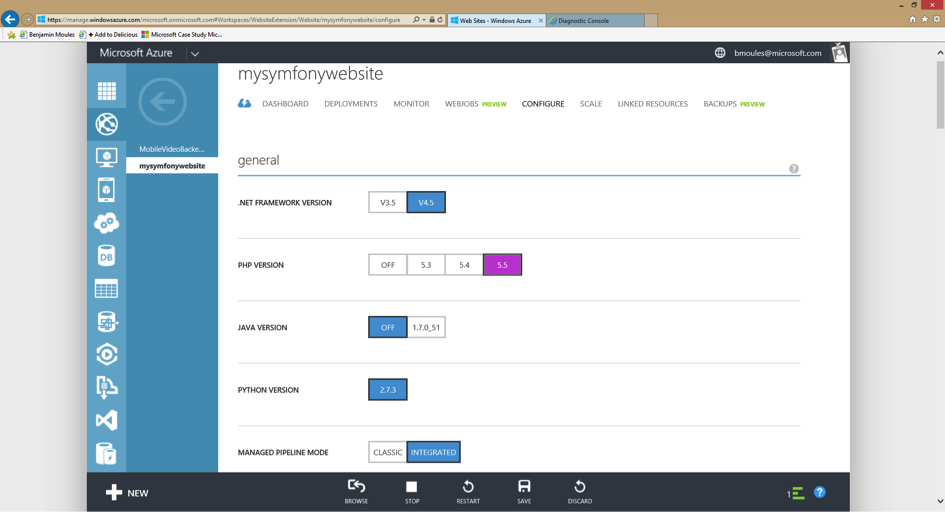 https://manage.windowsazure.com/microsoft.onmicrosoft.com#Workspaces/WebsiteExtension/Website/mysymfonywebsite/configure
Web Sites - Windows Azure
Diagnostic Console
Benjamin Moules
+ Add to Delicious
Microsoft Case Study Mic...
Microsoft Azure
bmoules@microsoft.com
mysymfonywebsite
DASHBOARD DEPLOYMENTS MONITOR WEBJOBS PREVIEW CONFIGURE SCALE LINKED RESOURCES BACKUPS PREVIEW
MobileVideoBacke...
mysymfonywebsite
general
?
.NET FRAMEWORK VERSION V3.5 V4.5
PHP VERSION OFF 5.3 5.4 5.5
JAVA VERSION OFF 1.7.0_51
PYTHON VERSION 2.7.3
MANAGED PIPELINE MODE CLASSIC INTEGRATED
DB
NEW
BROWSE STOP RESTART SAVE DISCARD
1
?